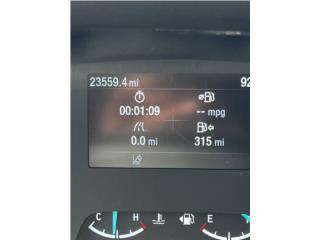 23559.4 mi 92
00:01:09 -- mpg
0.0 mi 315 mi
C H E